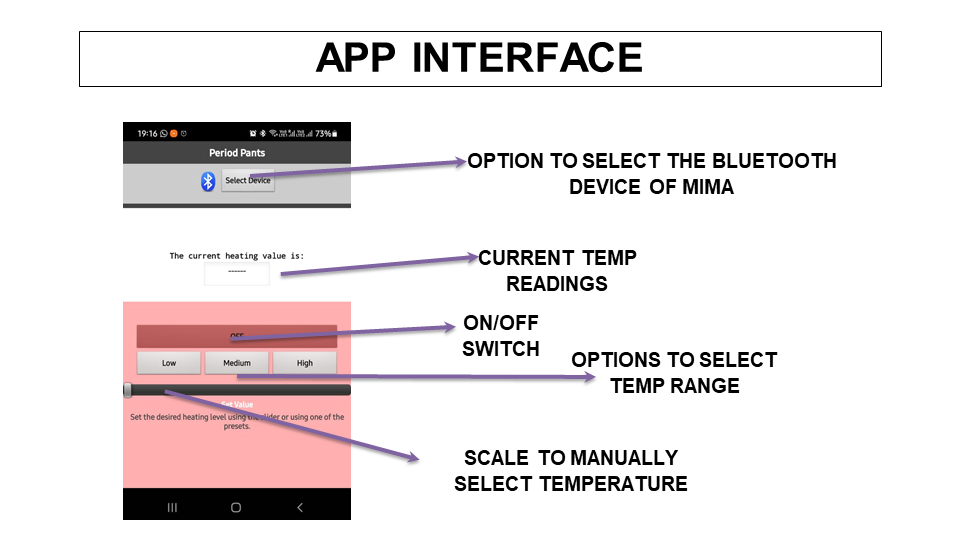 APP INTERFACE
19:16
73%
Period Pants
Select Device
OPTION TO SELECT THE BLUETOOTH
DEVICE OF MIMA
The current heating value is:
------
CURRENT TEMP
READINGS
OFF
ON/OFF
SWITCH
Low
Medium
High
OPTIONS TO SELECT
TEMP RANGE
Set Value
Set the desired heating level using the slider or using one of the
presets.
SCALE TO MANUALLY
SELECT TEMPERATURE